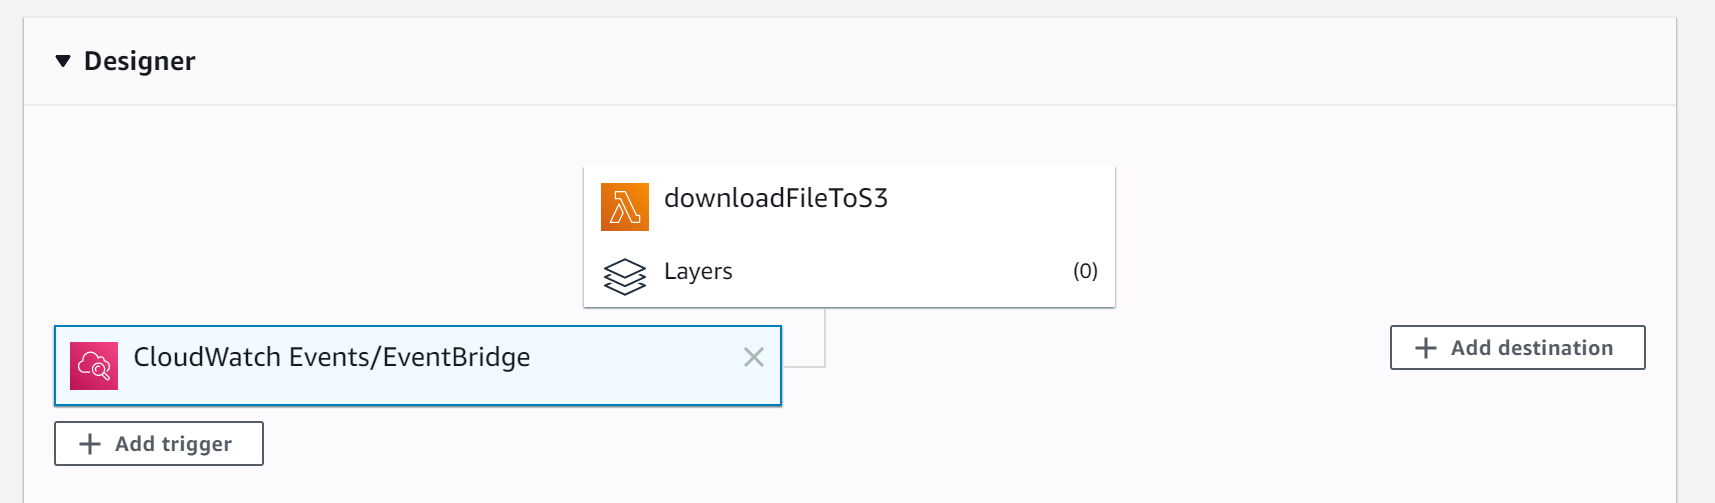 Designer
downloadFileToS3
Layers (0)
CloudWatch Events/EventBridge
Add destination
Add trigger